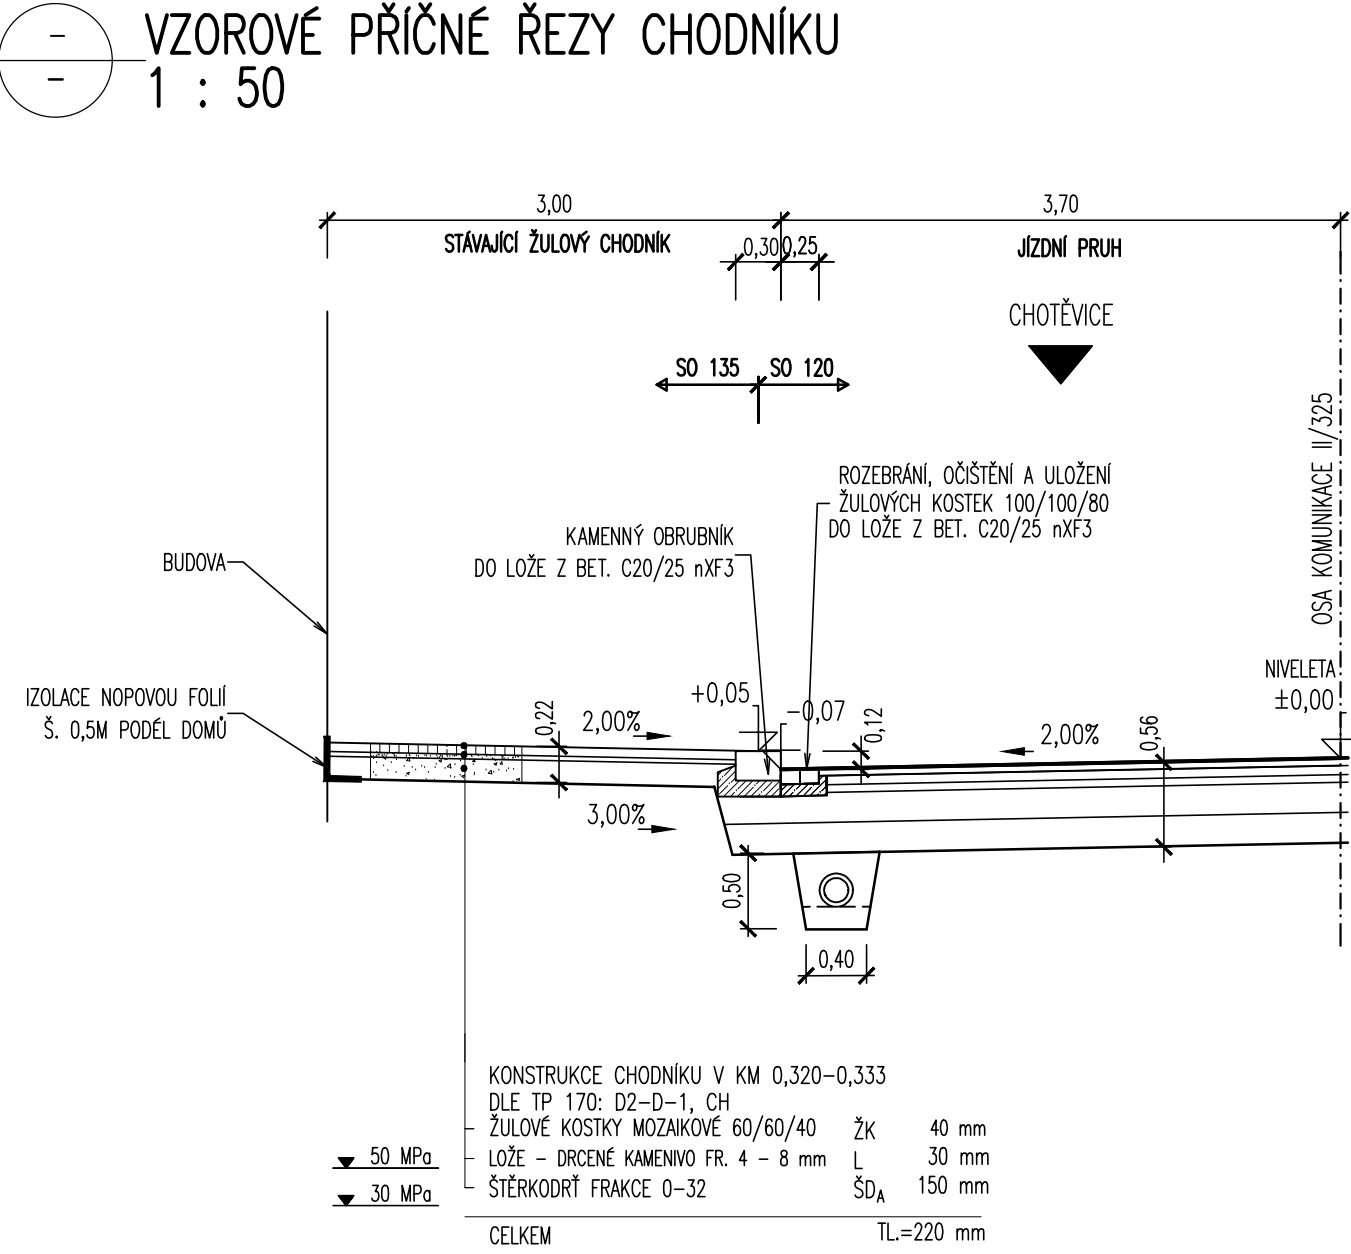 –
–
VZOROVÉ PŘÍČNÉ ŘEZY CHODNÍKU
1 : 50
3,00
3,70
STÁVAJÍCÍ ŽULOVÝ CHODNÍK
0,30
0,25
JÍZDNÍ PRUH
CHOTĚVICE
SO 135
SO 120
OSA KOMUNIKACE II/325
ROZEBRÁNÍ, OČIŠTĚNÍ A ULOŽENÍ
ŽULOVÝCH KOSTEK 100/100/80
DO LOŽE Z BET. C20/25 nXF3
KAMENNÝ OBRUBNÍK
DO LOŽE Z BET. C20/25 nXF3
BUDOVA
IZOLACE NOPOVOU FOLIÍ
Š. 0,5M PODÉL DOMŮ
NIVELETA
±0,00
+0,05
-0,07
0,22
2,00%
0,12
2,00%
0,56
3,00%
0,50
0,40
KONSTRUKCE CHODNÍKU V KM 0,320-0,333
DLE TP 170: D2-D-1, CH
ŽULOVÉ KOSTKY MOZAIKOVÉ 60/60/40 ŽK 40 mm
50 MPa LOŽE - DRCENÉ KAMENIVO FR. 4 - 8 mm L 30 mm
30 MPa ŠTĚRKODRŤ FRAKCE 0-32 ŠDA 150 mm
CELKEM TL.=220 mm